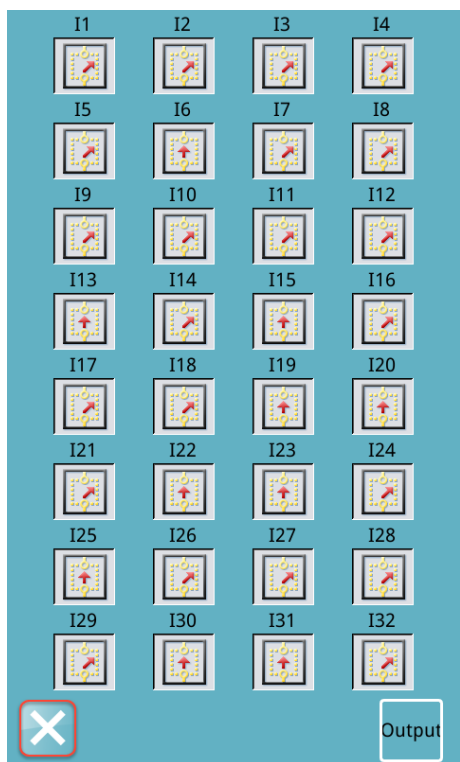 I1 I2 I3 I4
I5 I6 I7 I8
I9 I10 I11 I12
I13 I14 I15 I16
I17 I18 I19 I20
I21 I22 I23 I24
I25 I26 I27 I28
I29 I30 I31 I32
Output